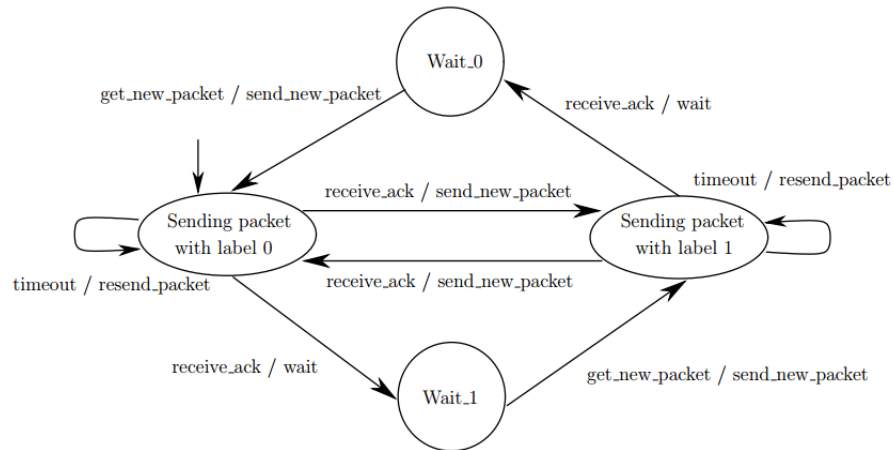 Wait_0
get_new_packet / send_new_packet
receive_ack / wait
timeout / resend_packet
receive_ack / send_new_packet
Sending packet
with label 0
Sending packet
with label 1
receive_ack / send_new_packet
timeout / resend_packet
receive_ack / wait
get_new_packet / send_new_packet
Wait_1